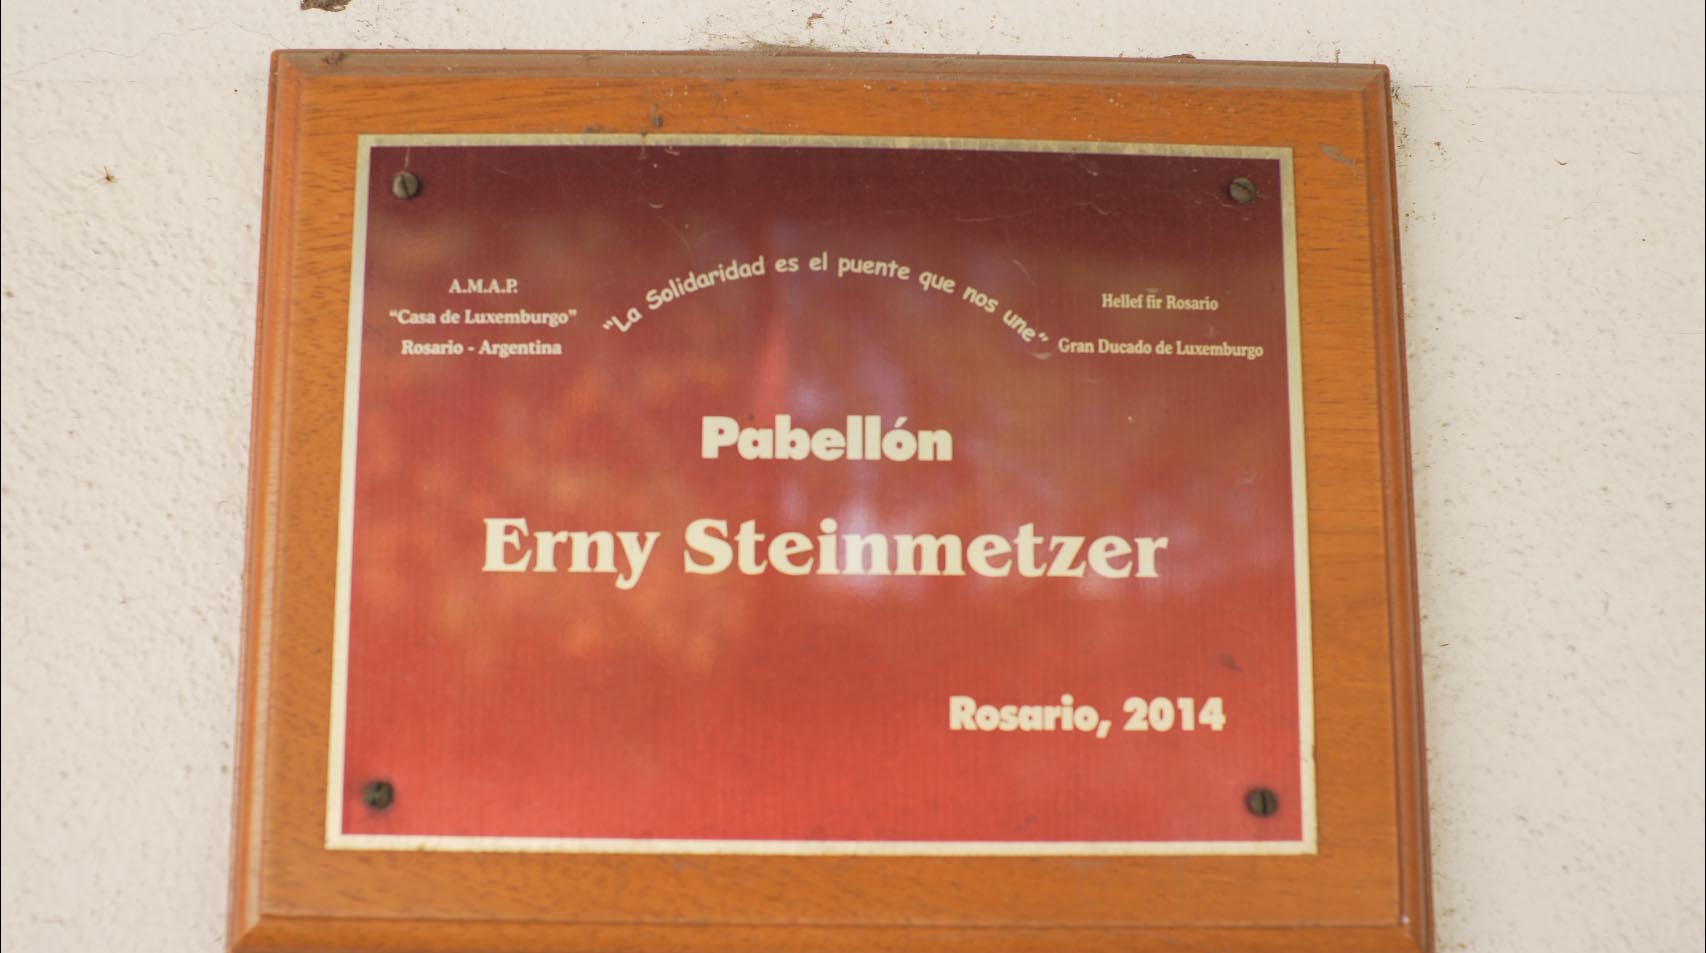 A.M.A.P.
“Casa de Luxemburgo”
Rosario - Argentina
“La Solidaridad es el puente que nos une”
Hellef fir Rosario
Gran Ducado de Luxemburgo
Pabellón
Erny Steinmetzer
Rosario, 2014